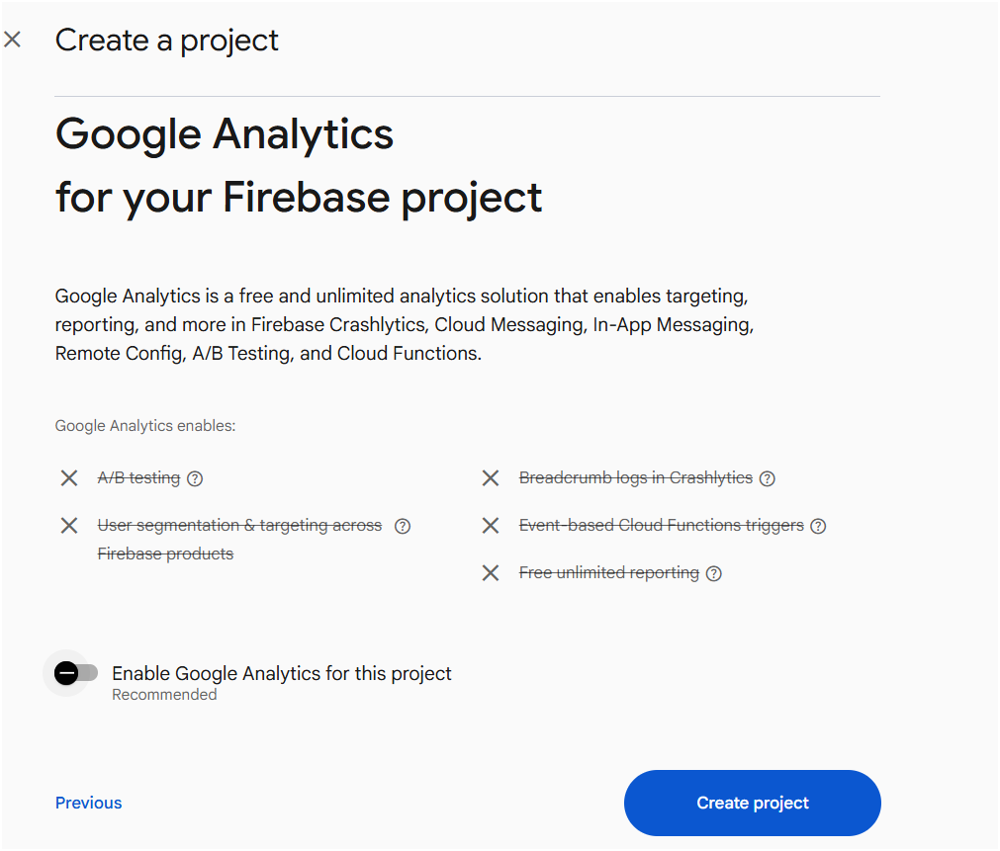 Create a project
Google Analytics
for your Firebase project
Google Analytics is a free and unlimited analytics solution that enables targeting,
reporting, and more in Firebase Crashlytics, Cloud Messaging, In-App Messaging,
Remote Config, A/B Testing, and Cloud Functions.
Google Analytics enables:
A/B testing
User segmentation & targeting across
Firebase products
Breadcrumb logs in Crashlytics
Event-based Cloud Functions triggers
Free unlimited reporting
Enable Google Analytics for this project
Recommended
Previous
Create project